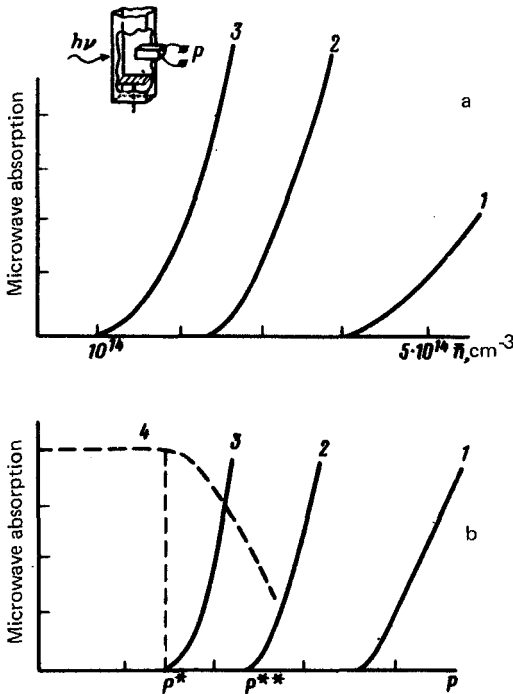 hν
P
3
2
a
1
Microwave absorption
10¹⁴
5·10¹⁴ n̄, cm⁻³
4
3
2
1
b
Microwave absorption
P*
P**
P